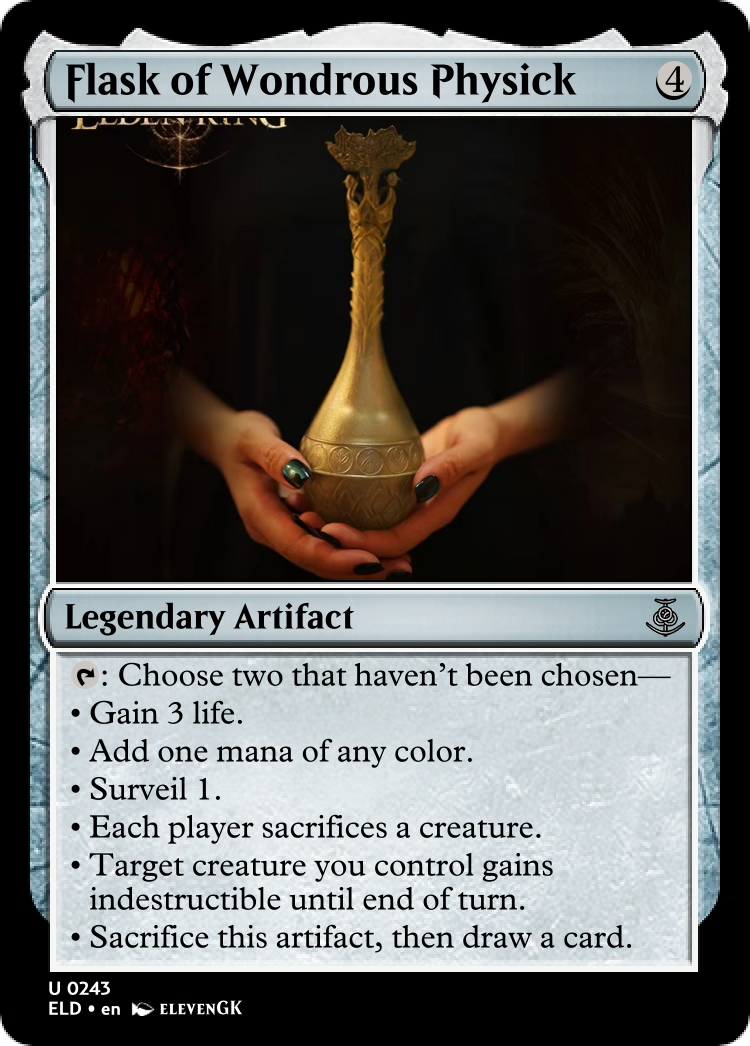 Flask of Wondrous Physick 4
ELDEN RING
Legendary Artifact
: Choose two that haven't been chosen—
• Gain 3 life.
• Add one mana of any color.
• Surveil 1.
• Each player sacrifices a creature.
• Target creature you control gains
indestructible until end of turn.
• Sacrifice this artifact, then draw a card.
U 0243
ELD • en ELEVENGK